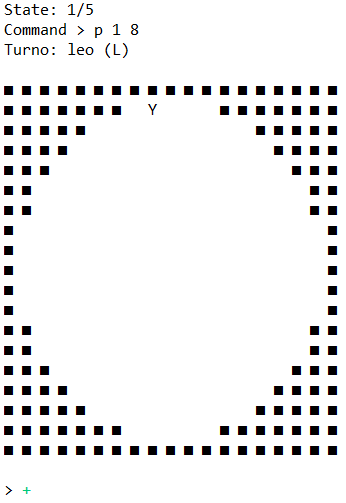 State: 1/5
Command > p 1 8
Turno: leo (L)
Y
> +